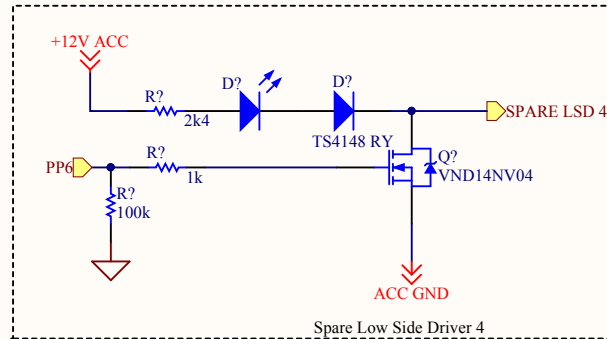 +12V ACC
R?
2k4
D?
D?
TS4148 RY
SPARE LSD 4
PP6
R?
1k
Q?
VND14NV04
R?
100k
ACC GND
Spare Low Side Driver 4